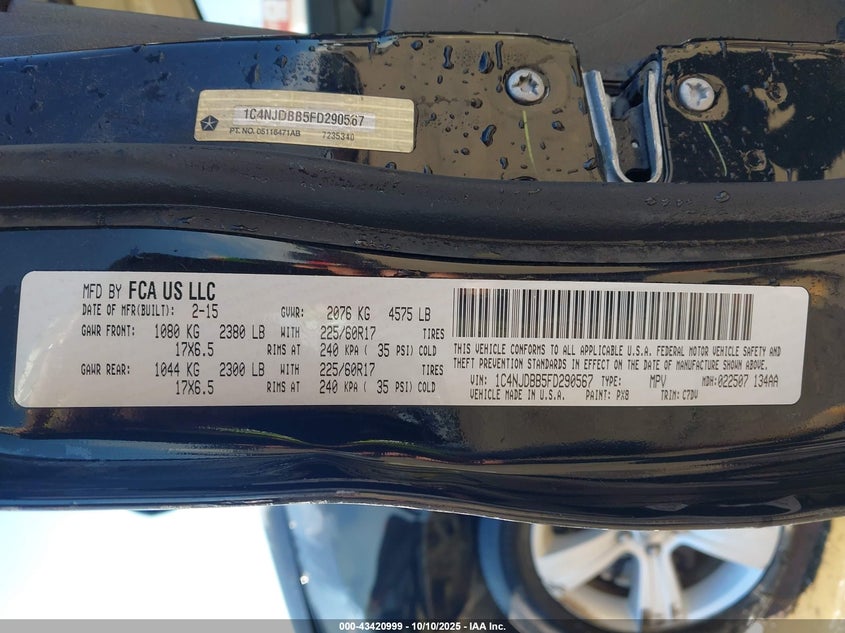 1C4NJDBB5FD290567
PT. NO. 05116471AB 7235340
MFD BY FCA US LLC
DATE OF MFR(BUILT): 2-15 GVWR: 2076 KG 4575 LB
GAWR FRONT: 1080 KG 2380 LB WITH 225/60R17 TIRES
17X6.5 RIMS AT 240 KPA ( 35 PSI) COLD
GAWR REAR: 1044 KG 2300 LB WITH 225/60R17 TIRES
17X6.5 RIMS AT 240 KPA ( 35 PSI) COLD
THIS VEHICLE CONFORMS TO ALL APPLICABLE U.S.A. FEDERAL MOTOR VEHICLE SAFETY AND
THEFT PREVENTION STANDARDS IN EFFECT ON THE DATE OF MANUFACTURE SHOWN ABOVE.
VIN: 1C4NJDBB5FD290567 TYPE: MPV MDH: 022507 134AA
VEHICLE MADE IN U.S.A. PAINT: PX8 TRIM: C7DV
000-43420999 - 10/10/2025 - IAA Inc.